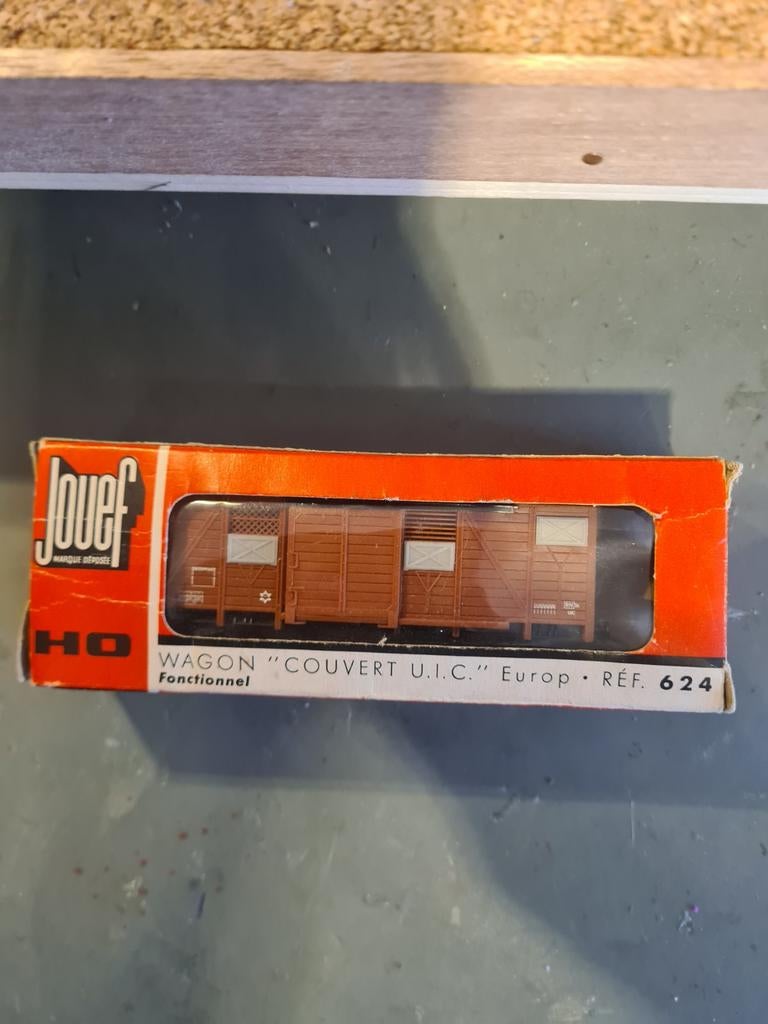 Jouef
MARQUE DÉPOSÉE
HO
WAGON "COUVERT U.I.C." Europ • RÉF. 624
Fonctionnel